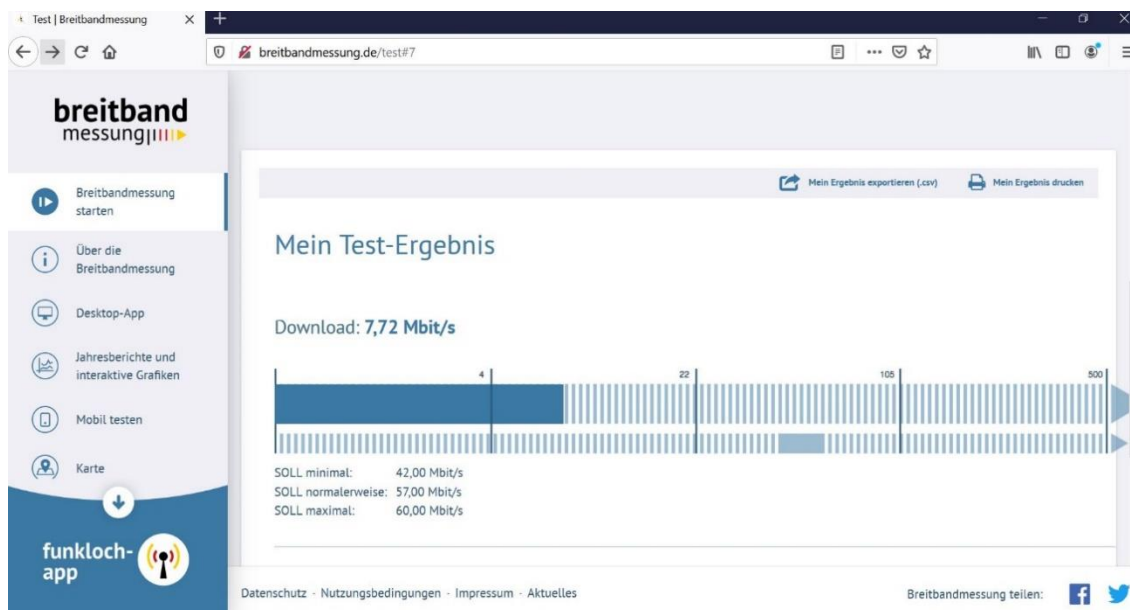 Test | Breitbandmessung
breitbandmessung.de/test#7
breitband
messung
Breitbandmessung
starten
Über die
Breitbandmessung
Desktop-App
Jahresberichte und
interaktive Grafiken
Mobil testen
Karte
funkloch-
app
Mein Ergebnis exportieren (.csv)
Mein Ergebnis drucken
Mein Test-Ergebnis
Download: 7,72 Mbit/s
4 22 105 500
SOLL minimal: 42,00 Mbit/s
SOLL normalerweise: 57,00 Mbit/s
SOLL maximal: 60,00 Mbit/s
Datenschutz · Nutzungsbedingungen · Impressum · Aktuelles
Breitbandmessung teilen: